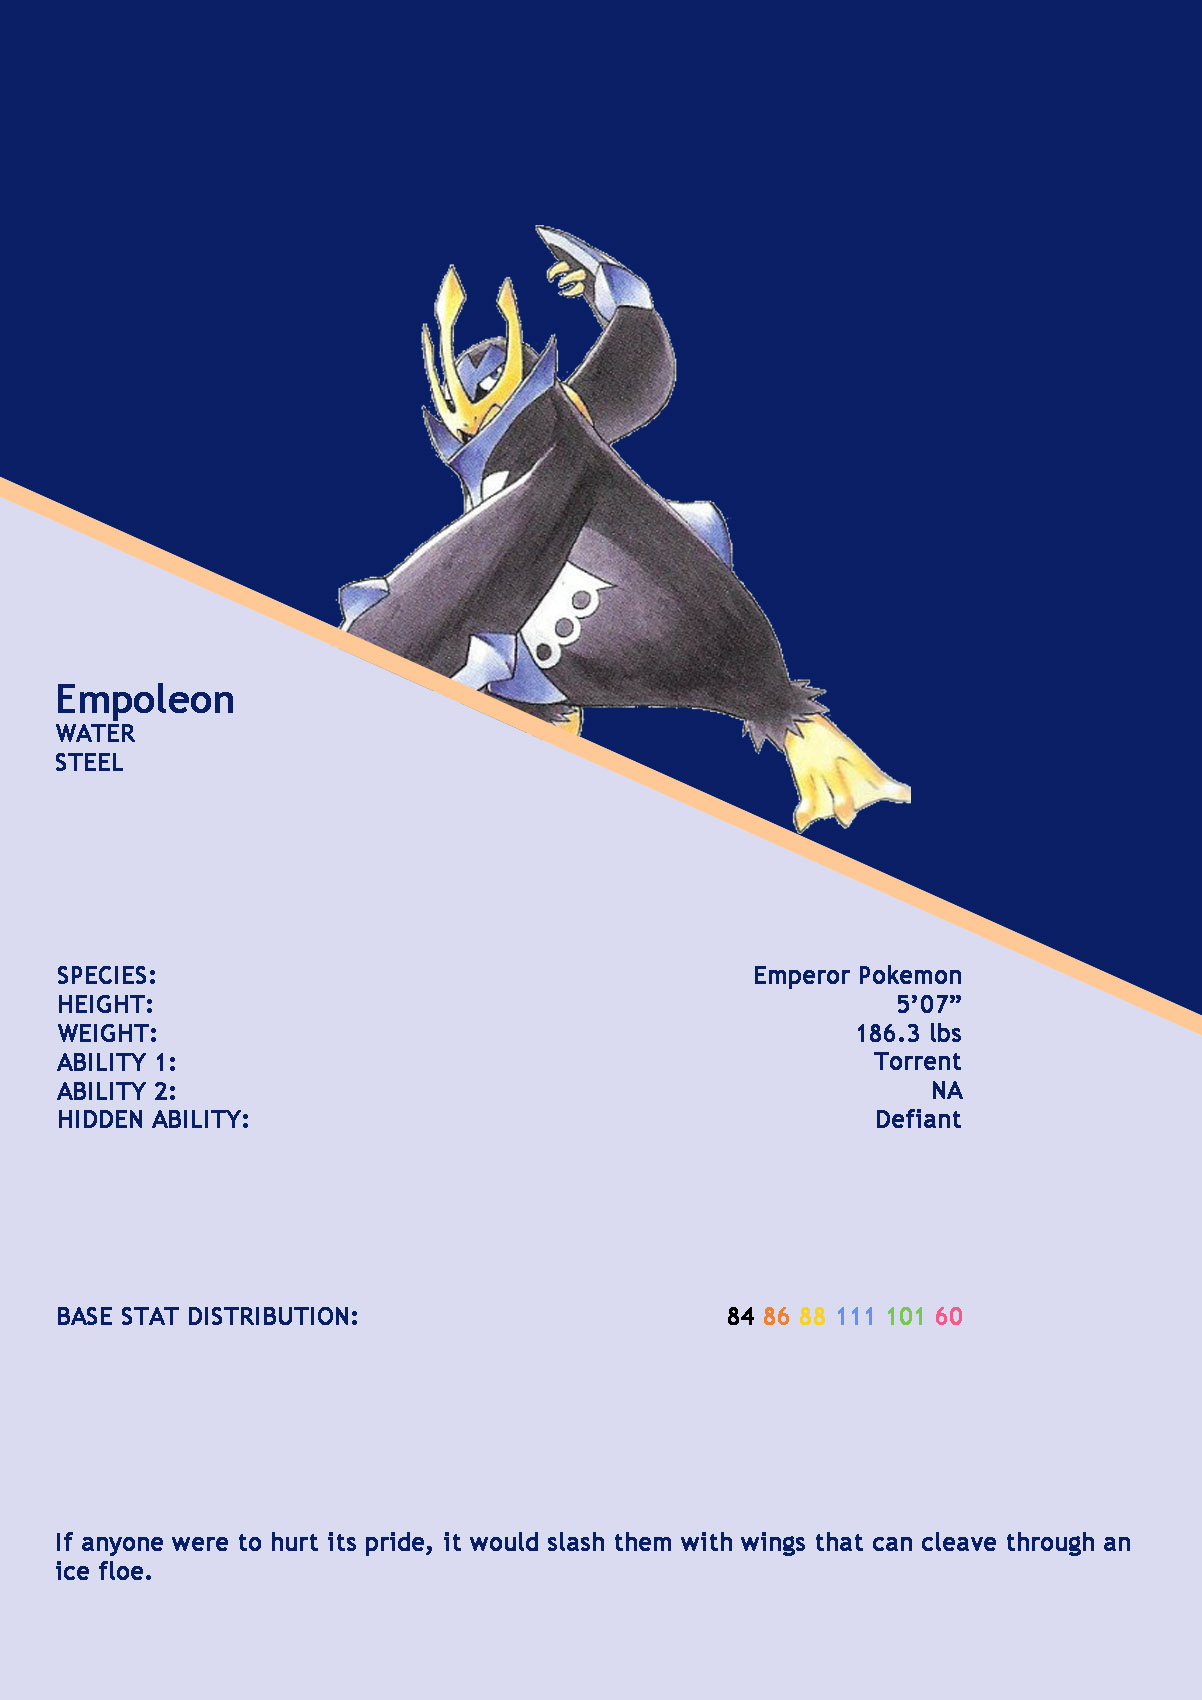 Empoleon
WATER
STEEL
SPECIES: Emperor Pokemon
HEIGHT: 5’07”
WEIGHT: 186.3 lbs
ABILITY 1: Torrent
ABILITY 2: NA
HIDDEN ABILITY: Defiant
BASE STAT DISTRIBUTION: 84 86 88 111 101 60
If anyone were to hurt its pride, it would slash them with wings that can cleave through an
ice floe.